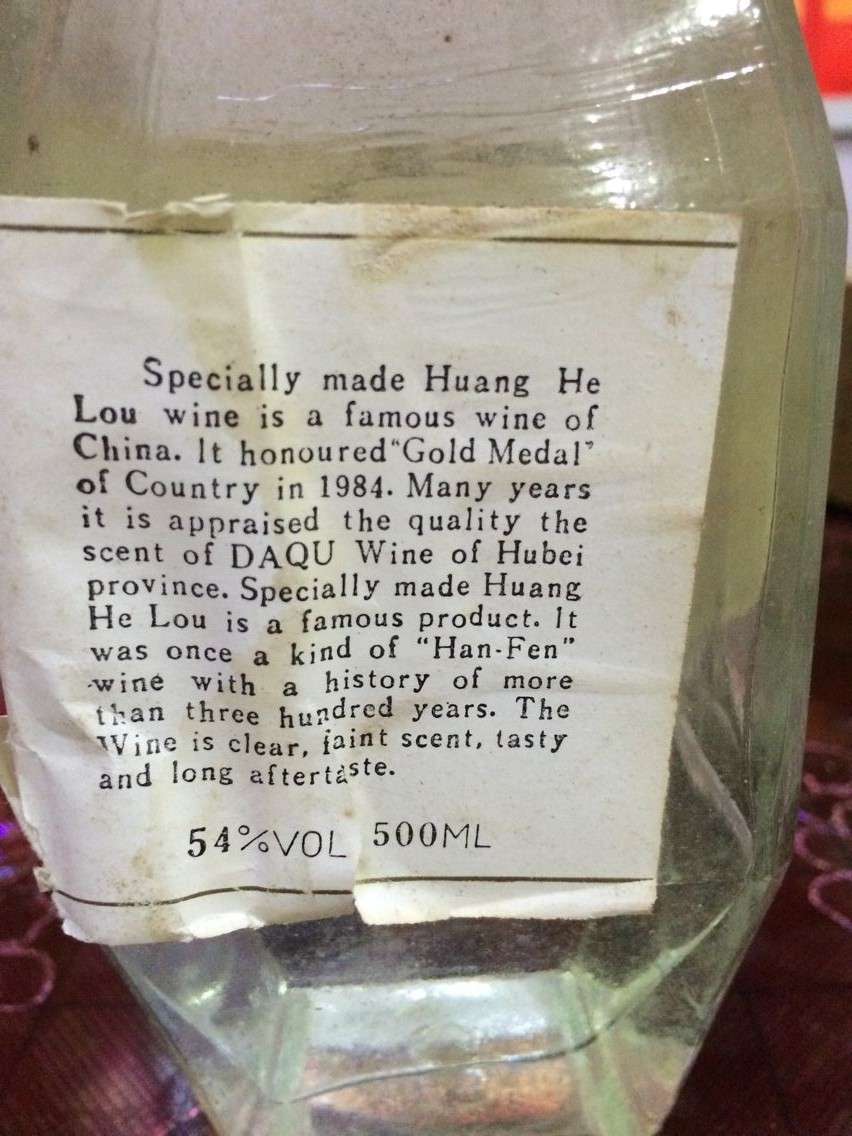 Specially made Huang He
Lou wine is a famous wine of
China. It honoured "Gold Medal"
of Country in 1984. Many years
it is appraised the quality the
scent of DAQU Wine of Hubei
province. Specially made Huang
He Lou is a famous product. It
was once a kind of "Han-Fen"
wine with a history of more
than three hundred years. The
Wine is clear, faint scent, tasty
and long aftertaste.
54%VOL 500ML